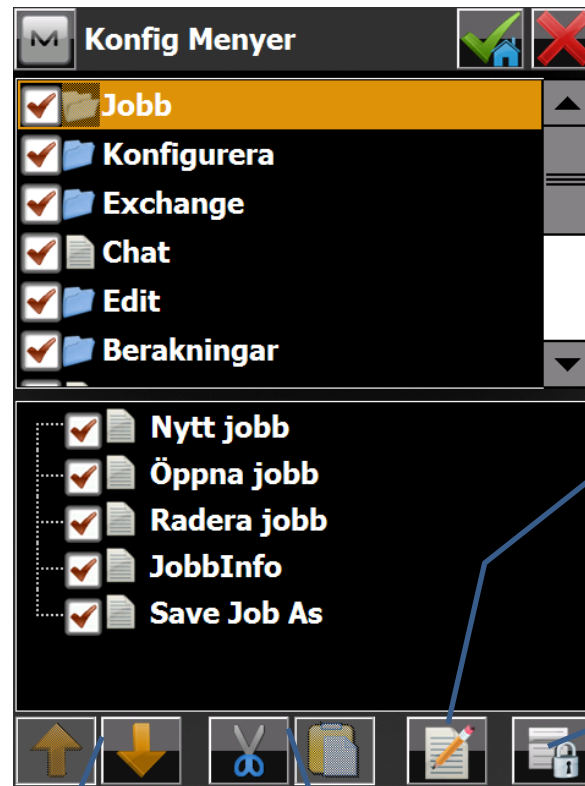 Konfig Menyer
Jobb
Konfigurera
Exchange
Chat
Edit
Berakningar
Nytt jobb
Öppna jobb
Radera jobb
JobbInfo
Save Job As